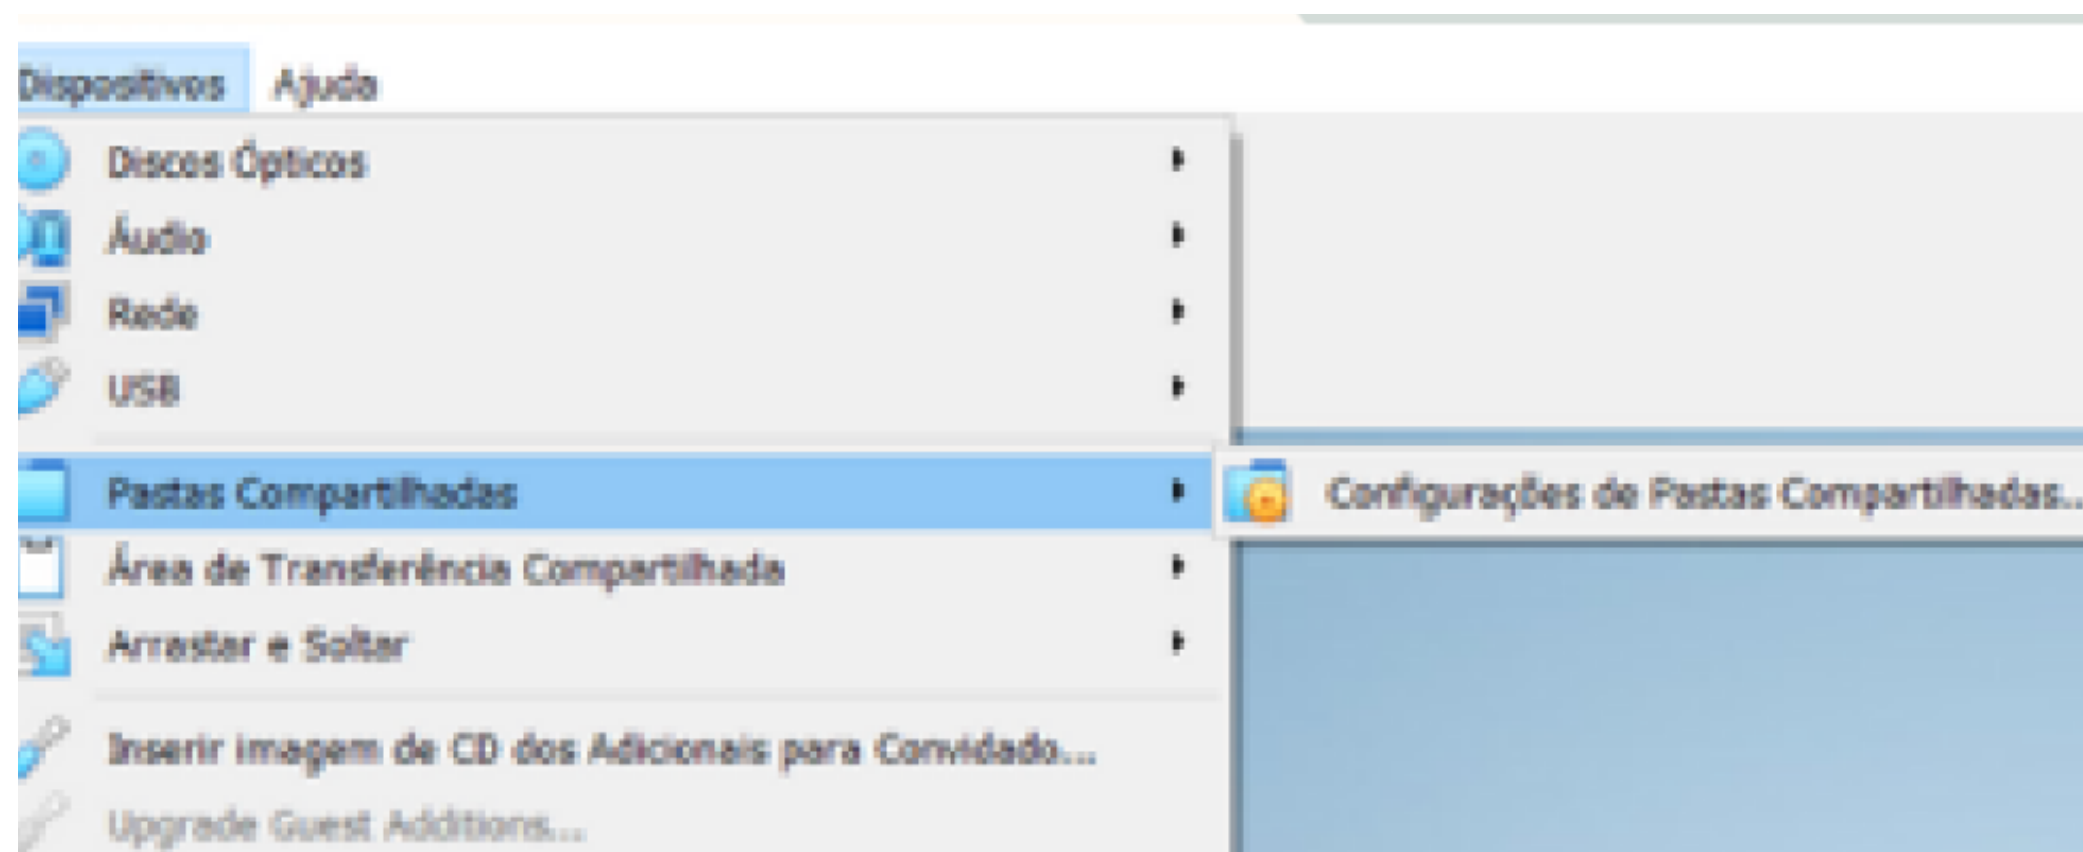 Dispositivos Ajuda
Discos Ópticos
Áudio
Rede
USB
Pastas Compartilhadas
Configurações de Pastas Compartilhadas...
Área de Transferência Compartilhada
Arrastar e Soltar
Inserir imagem de CD dos Adicionais para Convidado...
Upgrade Guest Additions...